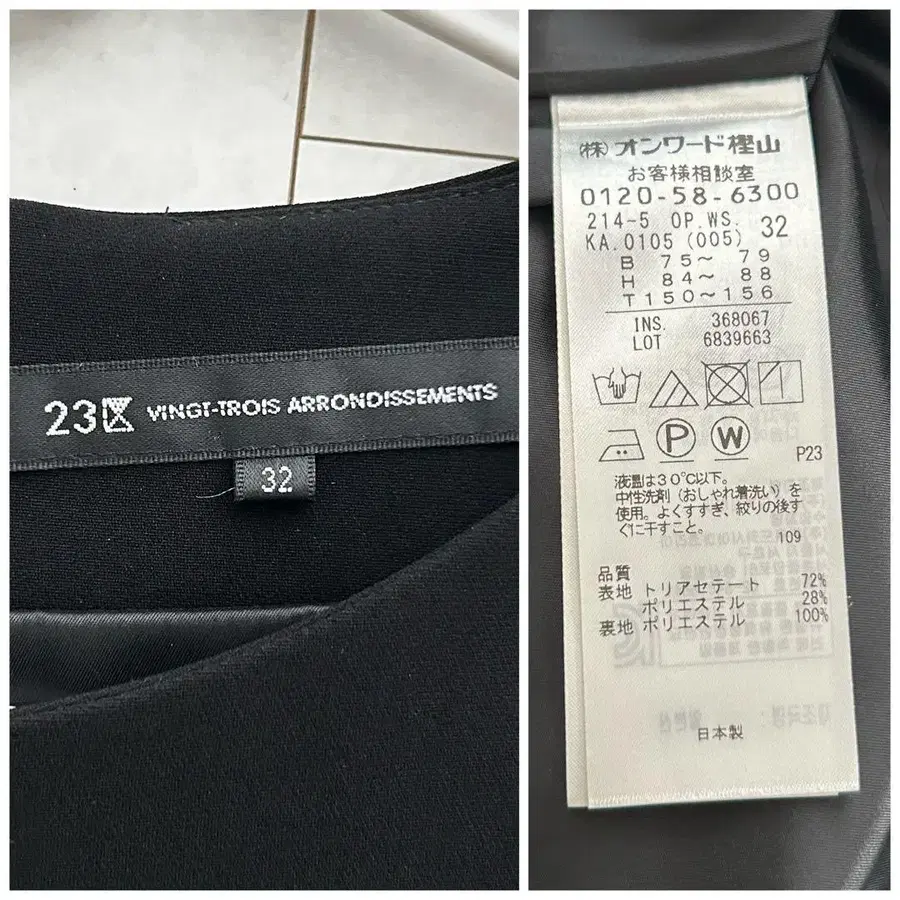 23区 VINGT-TROIS ARRONDISSEMENTS
32
(株)オンワード樫山
お客様相談室
0120-58-6300
214-5 OP.WS. 32
KA.0105 (005)
B 75~ 79
H 84~ 88
T150~156
INS. 368067
LOT 6839663
P W
P23
液温は30℃以下。
中性洗剤(おしゃれ着洗い)を
使用。よくすすぎ、絞りの後す
ぐに干すこと。
109
品質
表地 トリアセテート 72%
ポリエステル 28%
裏地 ポリエステル 100%
日本製